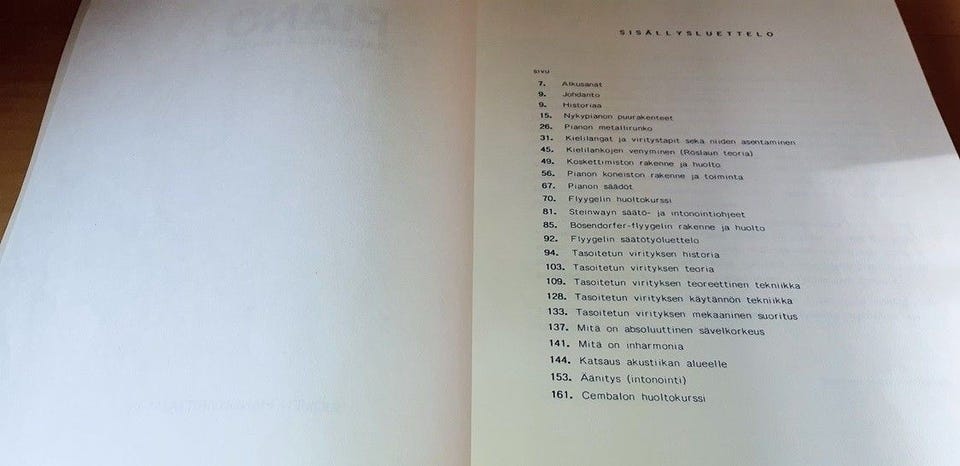 SISÄLLYSLUETTELO
SIVU
7. Alkusanat
9. Johdanto
9. Historiaa
15. Nykypianon puurakenteet
26. Pianon metallirunko
31. Kielilangat ja viritystapit sekä niiden asentaminen
45. Kielilankojen venyminen (Roslaun teoria)
49. Koskettimiston rakenne ja huolto
56. Pianon koneiston rakenne ja toiminta
67. Pianon säädöt
70. Flyygelin huoltokurssi
81. Steinwayn säätö- ja intonointiohjeet
85. Bösendorfer-flyygelin rakenne ja huolto
92. Flyygelin säätötyöluettelo
94. Tasoitetun virityksen historia
103. Tasoitetun virityksen teoria
109. Tasoitetun virityksen teoreettinen tekniikka
128. Tasoitetun virityksen käytännön tekniikka
133. Tasoitetun virityksen mekaaninen suoritus
137. Mitä on absoluuttinen sävelkorkeus
141. Mitä on inharmonia
144. Katsaus akustiikan alueelle
153. Äänitys (intonointi)
161. Cembalon huoltokurssi